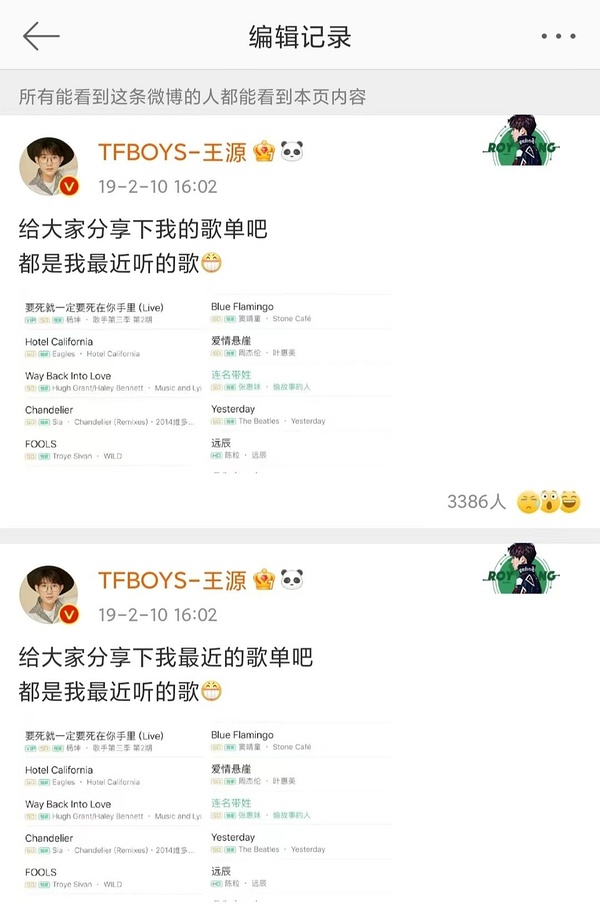 编辑记录
所有能看到这条微博的人都能看到本页内容
TFBOYS-王源
19-2-10 16:02
给大家分享下我的歌单吧
都是我最近听的歌
要死就一定要死在你手里 (Live)
杨坤 · 歌手第三季 第2期
Hotel California
Eagles · Hotel California
Way Back Into Love
Hugh Grant/Haley Bennett · Music and Ly
Chandelier
Sia · Chandelier (Remixes) · 2014维多...
FOOLS
Troye Sivan · WILD
Blue Flamingo
窦靖童 · Stone Café
爱情悬崖
周杰伦 · 叶惠美
连名带姓
张惠妹 · 偷故事的人
Yesterday
The Beatles · Yesterday
远辰
陈粒 · 远辰
3386人
TFBOYS-王源
19-2-10 16:02
给大家分享下我最近的歌单吧
都是我最近听的歌
要死就一定要死在你手里 (Live)
杨坤 · 歌手第三季 第2期
Hotel California
Eagles · Hotel California
Way Back Into Love
Hugh Grant/Haley Bennett · Music and Ly
Chandelier
Sia · Chandelier (Remixes) · 2014维多...
FOOLS
Troye Sivan · WILD
Blue Flamingo
窦靖童 · Stone Café
爱情悬崖
周杰伦 · 叶惠美
连名带姓
张惠妹 · 偷故事的人
Yesterday
The Beatles · Yesterday
远辰
陈粒 · 远辰